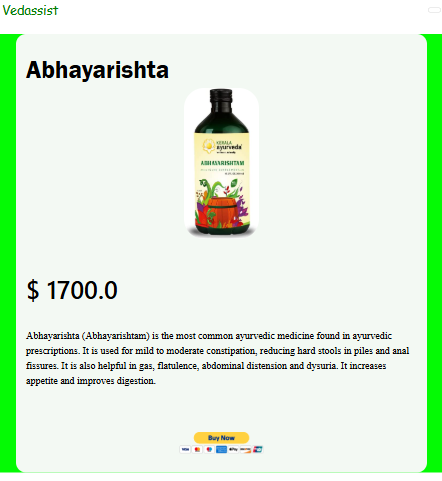 Vedassist
Abhayarishta
KERALA
ayurveda
ABHAYARISHTAM
$ 1700.0
Abhayarishta (Abhayarishtam) is the most common ayurvedic medicine found in ayurvedic
prescriptions. It is used for mild to moderate constipation, reducing hard stools in piles and anal
fissures. It is also helpful in gas, flatulence, abdominal distension and dysuria. It increases
appetite and improves digestion.
Buy Now